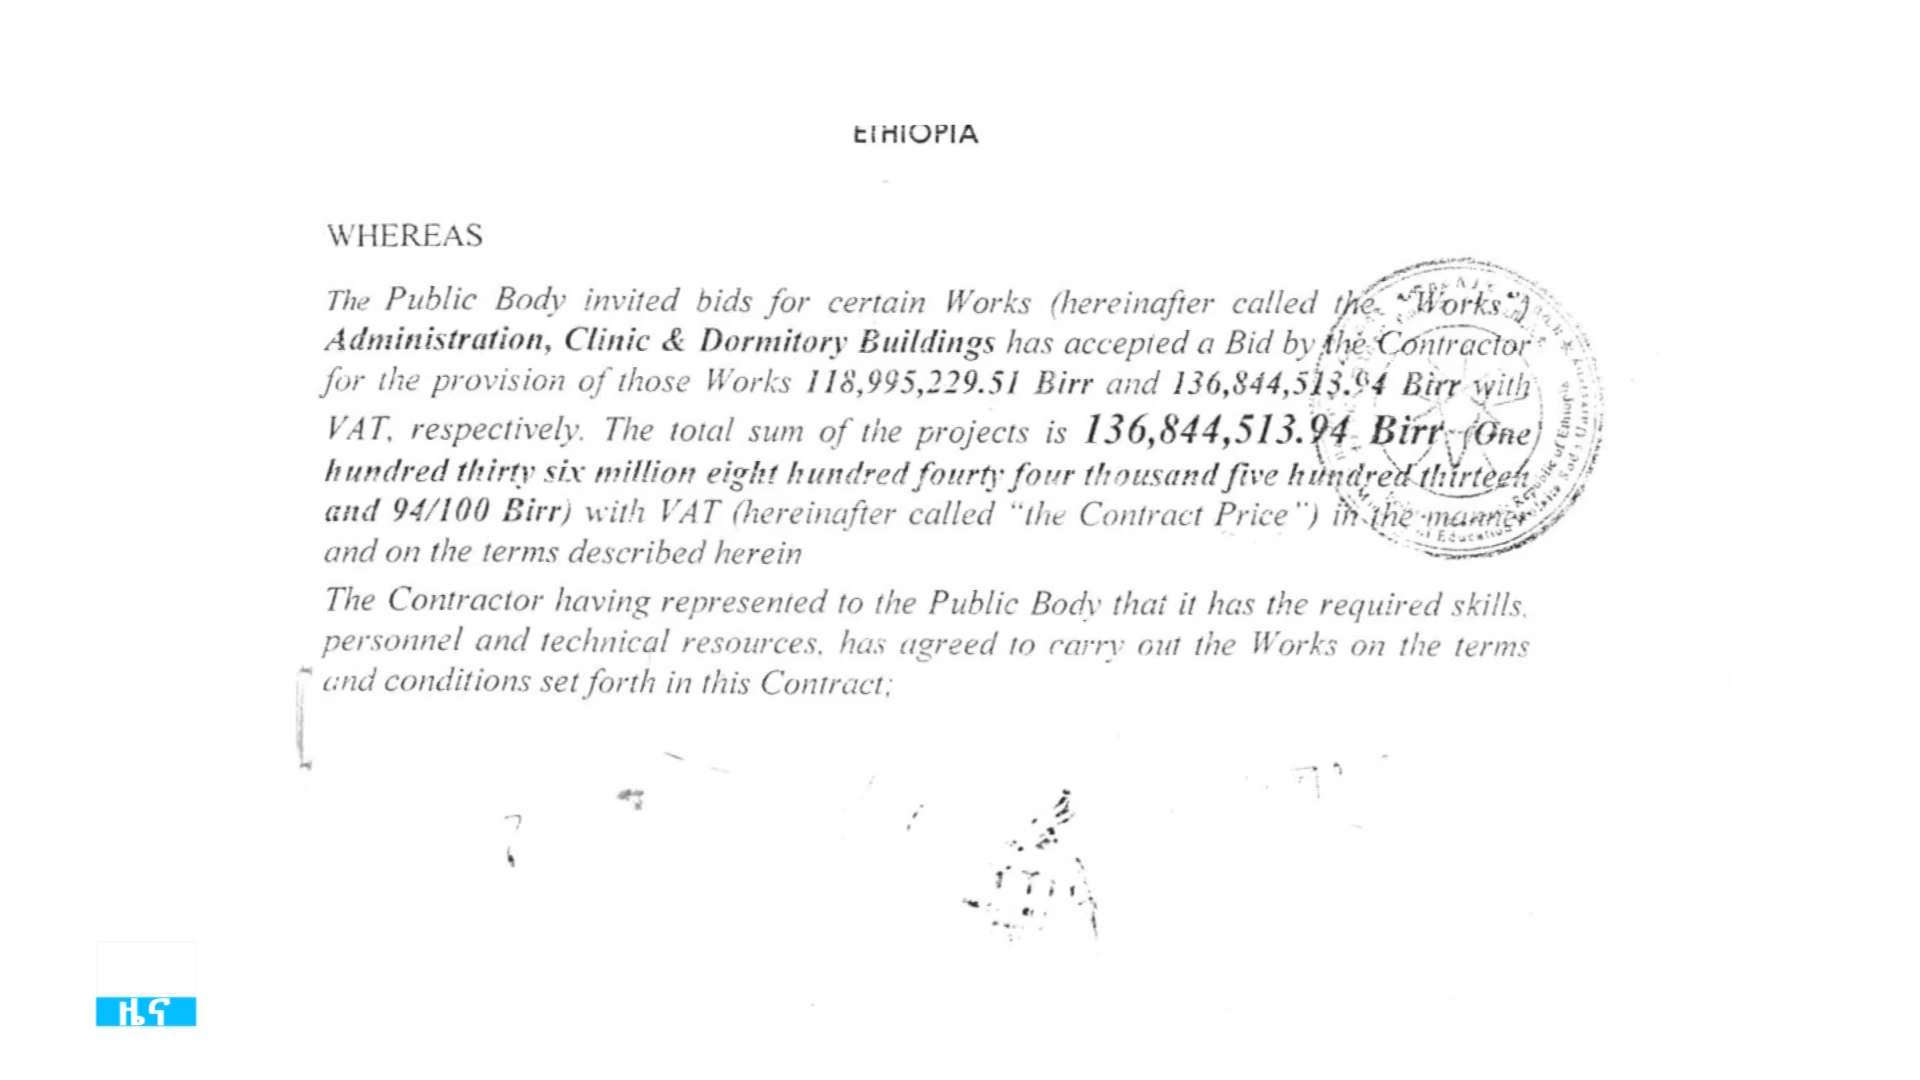 ETHIOPIA
WHEREAS
The Public Body invited bids for certain Works (hereinafter called the "Works")
Administration, Clinic & Dormitory Buildings has accepted a Bid by the Contractor
for the provision of those Works 118,995,229.51 Birr and 136,844,513.94 Birr with
VAT, respectively. The total sum of the projects is 136,844,513.94 Birr (One
hundred thirty six million eight hundred fourty four thousand five hundred thirteen
and 94/100 Birr) with VAT (hereinafter called "the Contract Price") in the manner
and on the terms described herein
The Contractor having represented to the Public Body that it has the required skills,
personnel and technical resources, has agreed to carry out the Works on the terms
and conditions set forth in this Contract;
Republic of Ethiopia
Education
ዜና